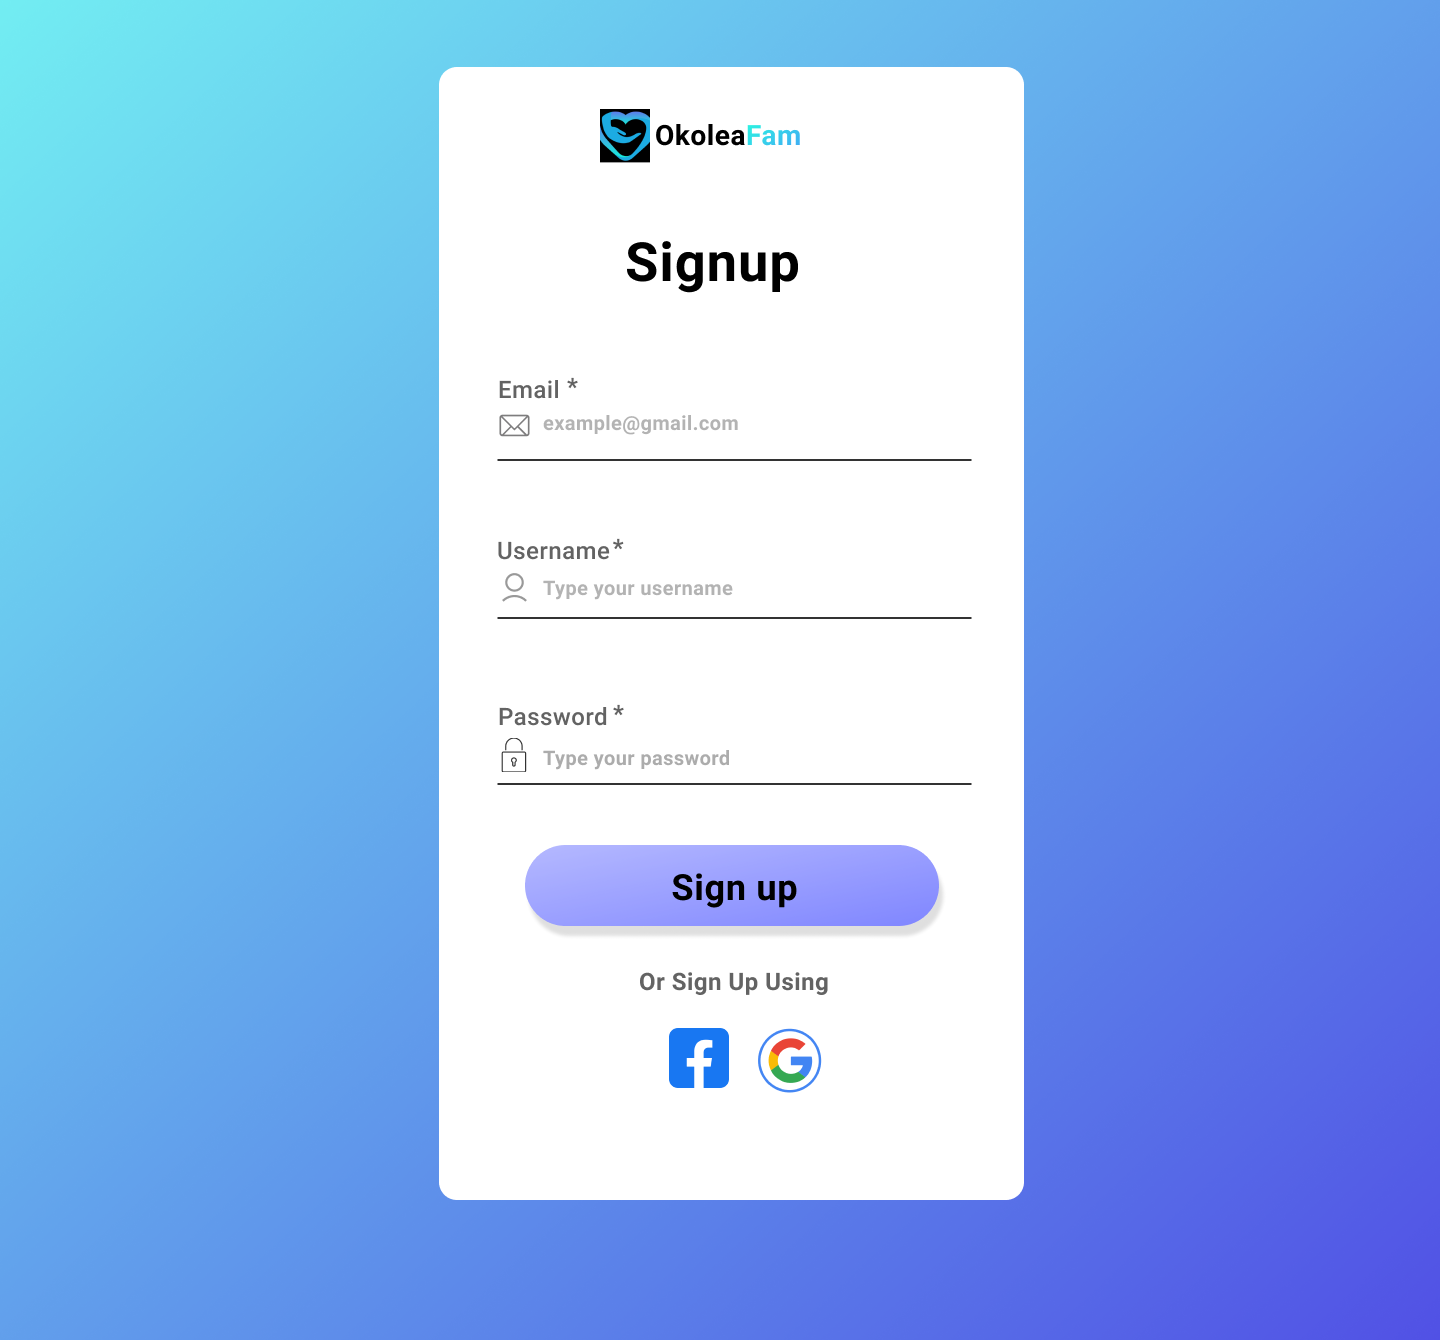 OkoleaFam
Signup
Email *
example@gmail.com
Username*
Type your username
Password *
Type your password
Sign up
Or Sign Up Using